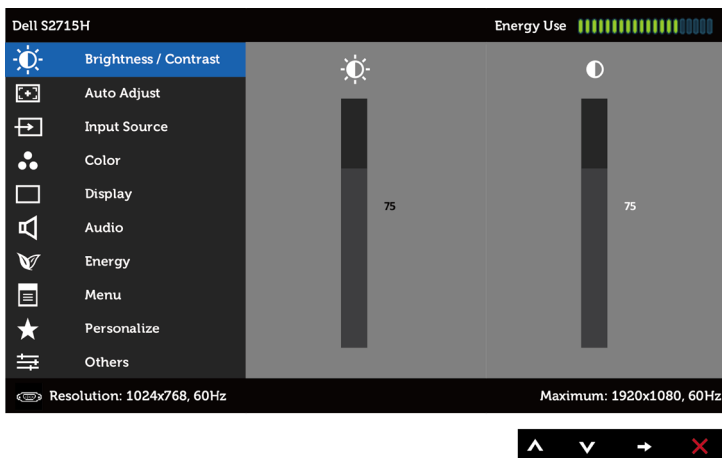 Dell S2715H
Energy Use
Brightness / Contrast
Auto Adjust
Input Source
Color
Display
Audio
Energy
Menu
Personalize
Others
75
75
Resolution: 1024x768, 60Hz
Maximum: 1920x1080, 60Hz